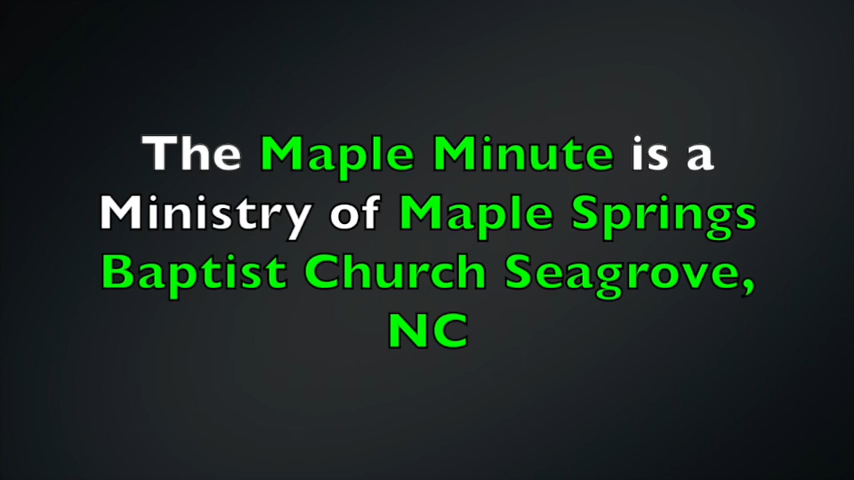 The Maple Minute is a
Ministry of Maple Springs
Baptist Church Seagrove,
NC